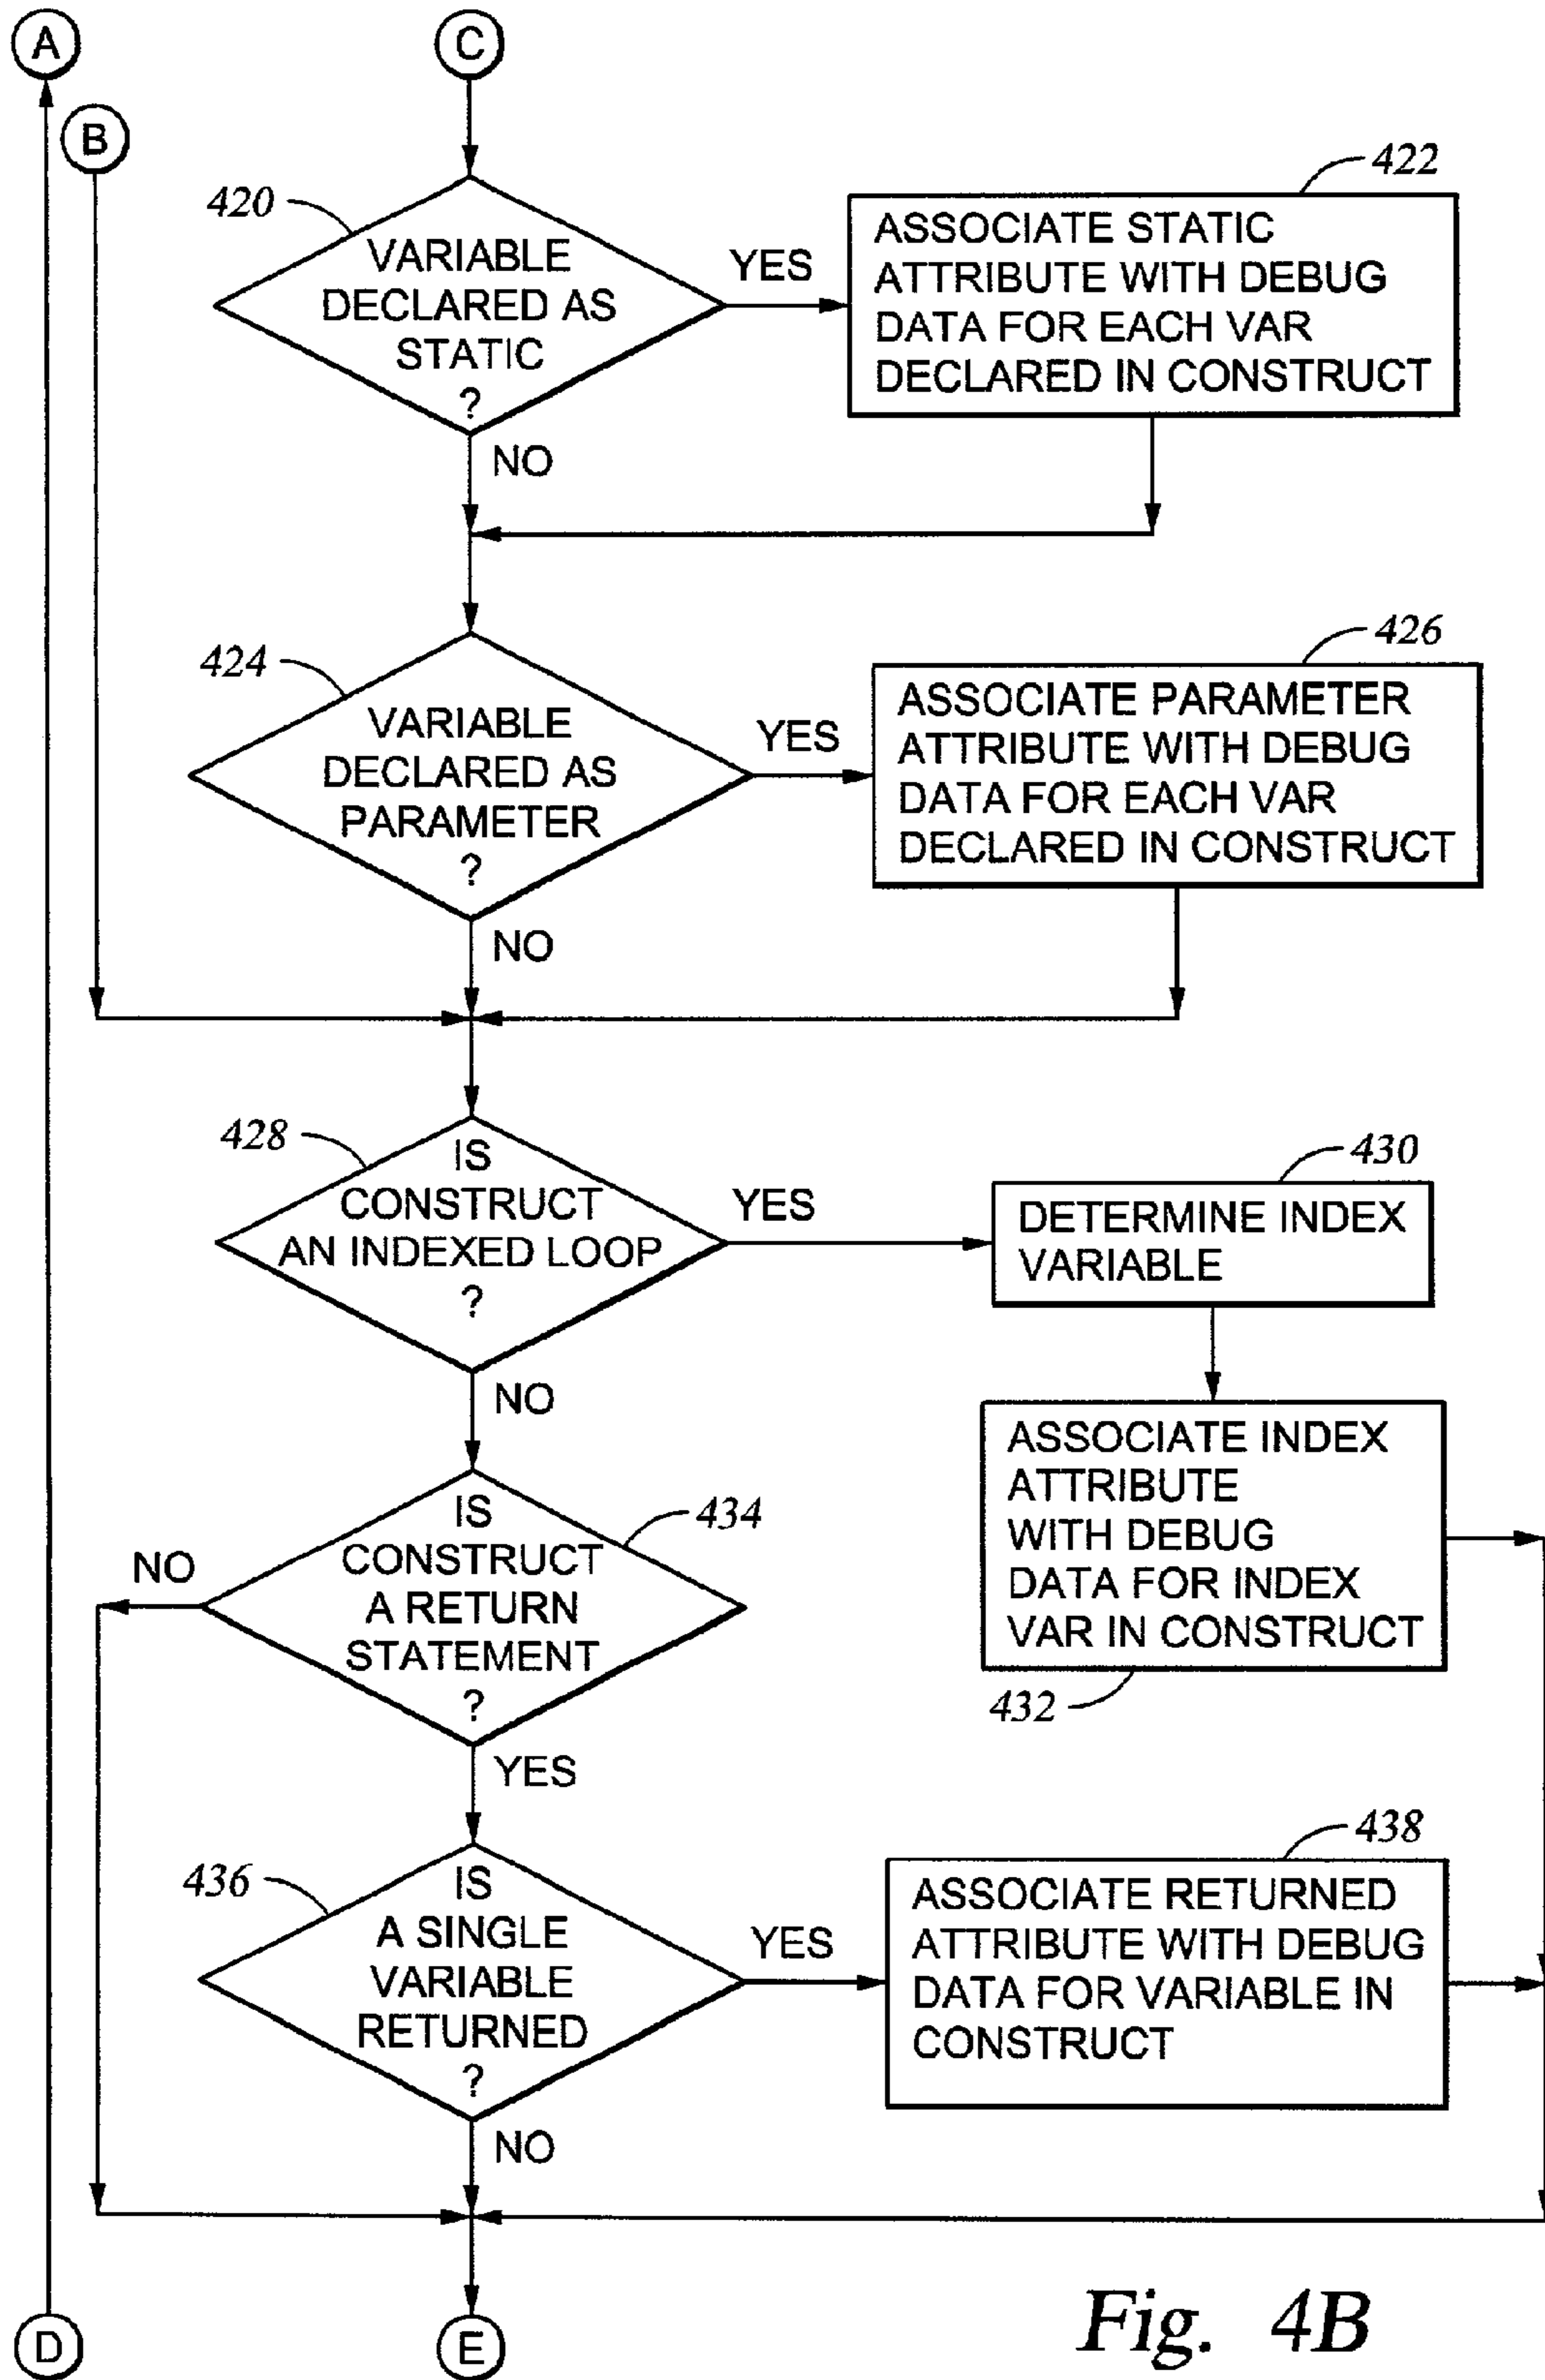 A
C
B
420
VARIABLE
DECLARED AS
STATIC
?
YES
422
ASSOCIATE STATIC
ATTRIBUTE WITH DEBUG
DATA FOR EACH VAR
DECLARED IN CONSTRUCT
NO
424
VARIABLE
DECLARED AS
PARAMETER
?
YES
426
ASSOCIATE PARAMETER
ATTRIBUTE WITH DEBUG
DATA FOR EACH VAR
DECLARED IN CONSTRUCT
NO
428
IS
CONSTRUCT
AN INDEXED LOOP
?
YES
430
DETERMINE INDEX
VARIABLE
NO
ASSOCIATE INDEX
ATTRIBUTE
WITH DEBUG
DATA FOR INDEX
VAR IN CONSTRUCT
432
434
IS
CONSTRUCT
A RETURN
STATEMENT
?
NO
YES
436
IS
A SINGLE
VARIABLE
RETURNED
?
YES
438
ASSOCIATE RETURNED
ATTRIBUTE WITH DEBUG
DATA FOR VARIABLE IN
CONSTRUCT
NO
D
E
Fig. 4B